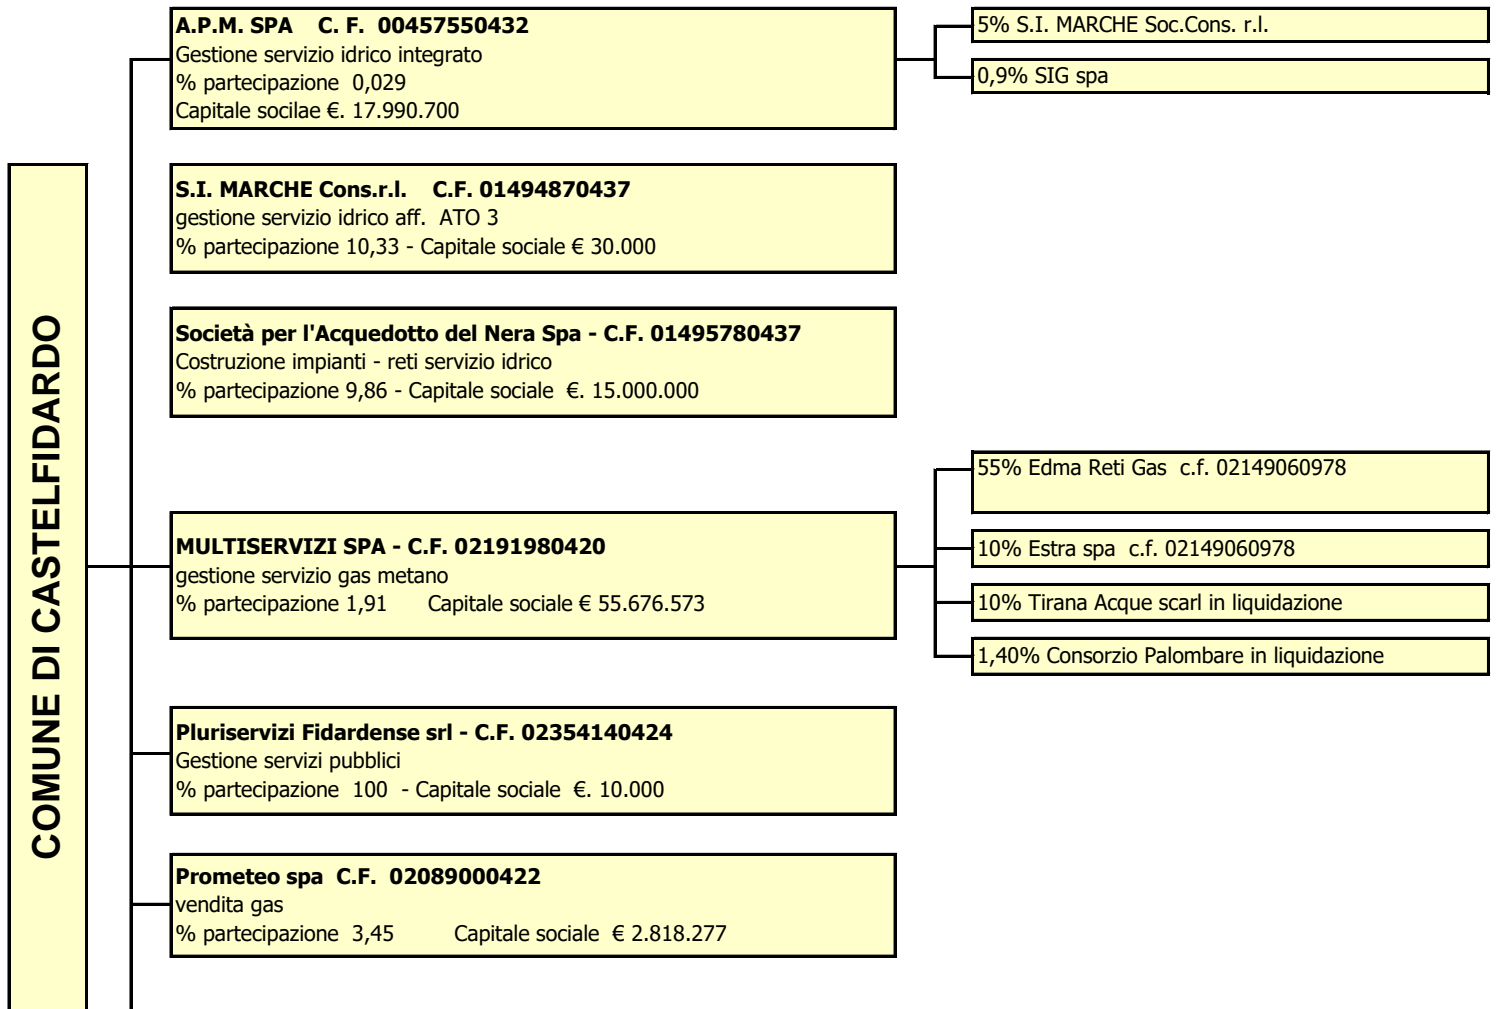 COMUNE DI CASTELFIDARDO
A.P.M. SPA C. F. 00457550432
Gestione servizio idrico integrato
% partecipazione 0,029
Capitale socilae €. 17.990.700
5% S.I. MARCHE Soc.Cons. r.l.
0,9% SIG spa
S.I. MARCHE Cons.r.l. C.F. 01494870437
gestione servizio idrico aff. ATO 3
% partecipazione 10,33 - Capitale sociale € 30.000
Società per l'Acquedotto del Nera Spa - C.F. 01495780437
Costruzione impianti - reti servizio idrico
% partecipazione 9,86 - Capitale sociale €. 15.000.000
MULTISERVIZI SPA - C.F. 02191980420
gestione servizio gas metano
% partecipazione 1,91 Capitale sociale € 55.676.573
55% Edma Reti Gas c.f. 02149060978
10% Estra spa c.f. 02149060978
10% Tirana Acque scarl in liquidazione
1,40% Consorzio Palombare in liquidazione
Pluriservizi Fidardense srl - C.F. 02354140424
Gestione servizi pubblici
% partecipazione 100 - Capitale sociale €. 10.000
Prometeo spa C.F. 02089000422
vendita gas
% partecipazione 3,45 Capitale sociale € 2.818.277